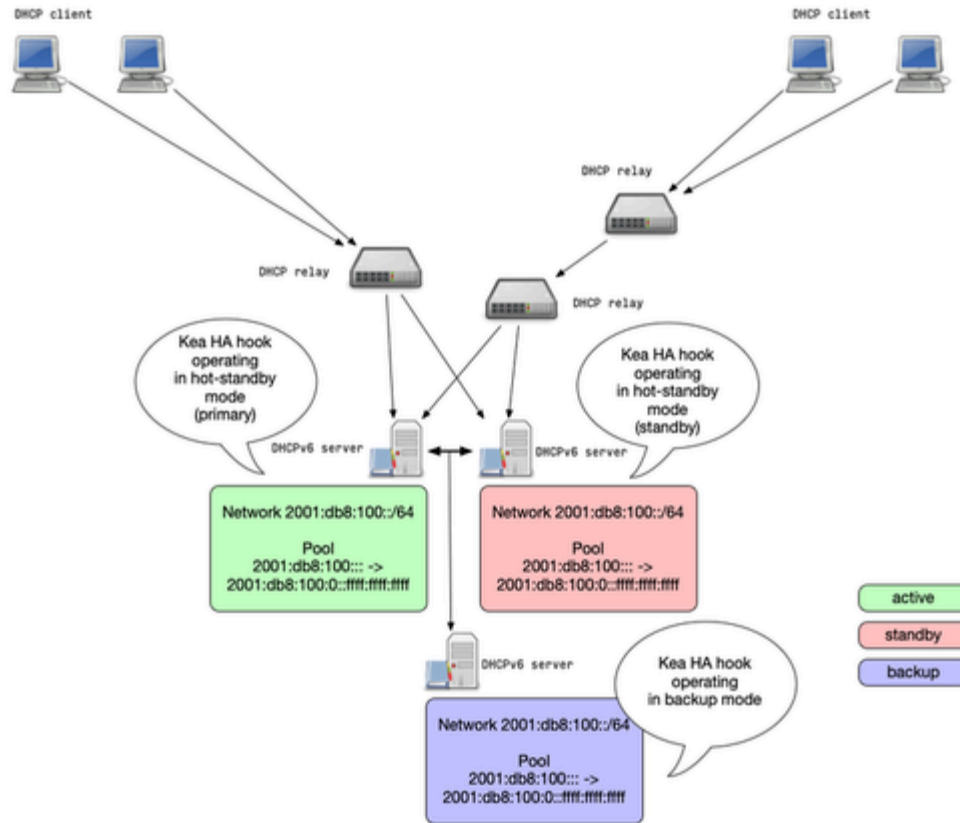 DHCP client
DHCP client
DHCP relay
DHCP relay
DHCP relay
Kea HA hook
operating
in hot-standby
mode
(primary)
Kea HA hook
operating
in hot-standby
mode
(standby)
DHCPv6 server
DHCPv6 server
Network 2001:db8:100::/64
Pool
2001:db8:100::: ->
2001:db8:100:0::ffff:ffff:ffff
Network 2001:db8:100::/64
Pool
2001:db8:100::: ->
2001:db8:100:0::ffff:ffff:ffff
active
standby
backup
DHCPv6 server
Kea HA hook
operating
in backup mode
Network 2001:db8:100::/64
Pool
2001:db8:100::: ->
2001:db8:100:0::ffff:ffff:ffff